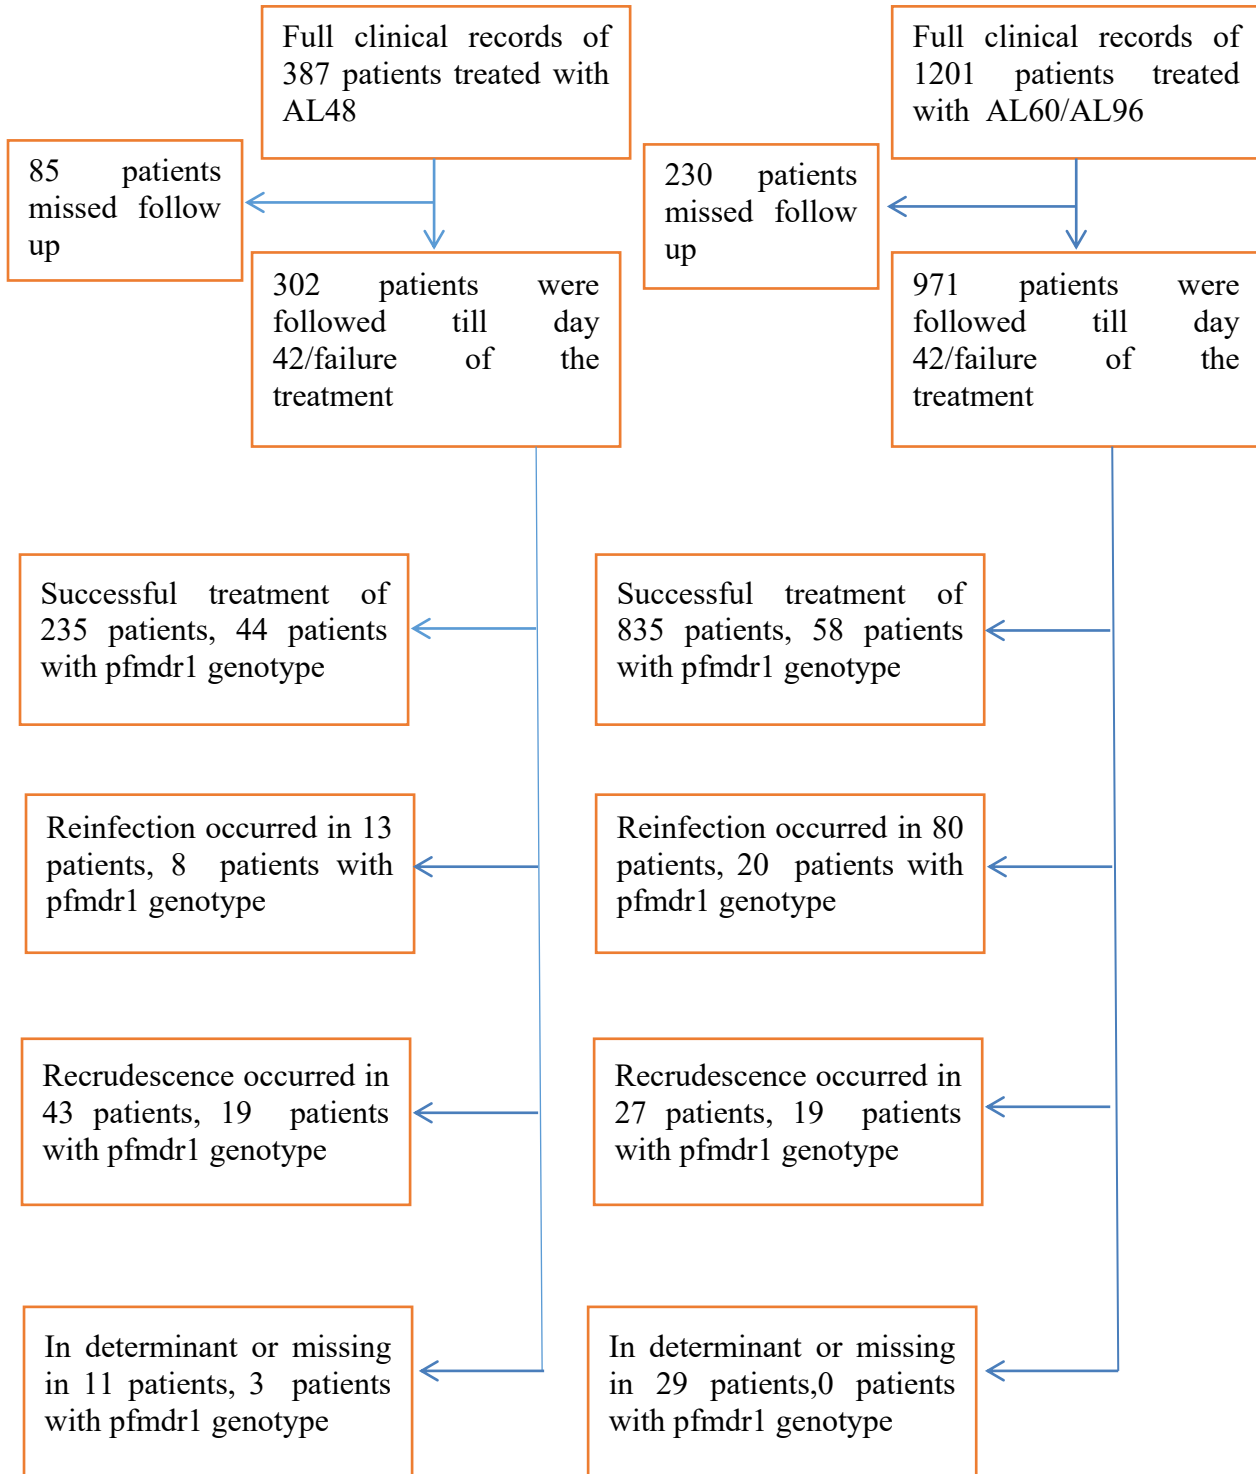 Full clinical records of
387 patients treated with
AL48
Full clinical records of
1201 patients treated
with AL60/AL96
85 patients
missed follow
up
230 patients
missed follow
up
302 patients were
followed till day
42/failure of the
treatment
971 patients were
followed till day
42/failure of the
treatment
Successful treatment of
235 patients, 44 patients
with pfmdr1 genotype
Successful treatment of
835 patients, 58 patients
with pfmdr1 genotype
Reinfection occurred in 13
patients, 8 patients with
pfmdr1 genotype
Reinfection occurred in 80
patients, 20 patients with
pfmdr1 genotype
Recrudescence occurred in
43 patients, 19 patients
with pfmdr1 genotype
Recrudescence occurred in
27 patients, 19 patients
with pfmdr1 genotype
In determinant or missing
in 11 patients, 3 patients
with pfmdr1 genotype
In determinant or missing
in 29 patients,0 patients
with pfmdr1 genotype